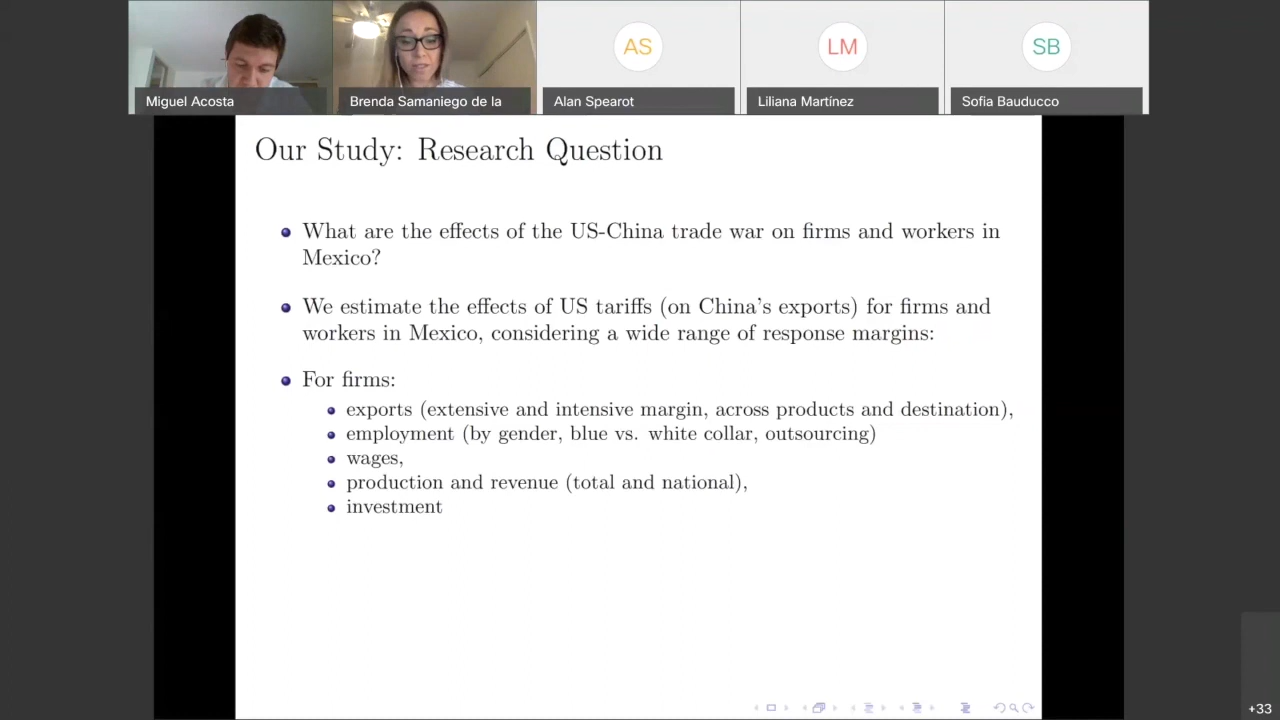 AS
LM
SB
Miguel Acosta
Brenda Samaniego de la
Alan Spearot
Liliana Martínez
Sofia Bauducco
Our Study: Research Question
What are the effects of the US-China trade war on firms and workers in
Mexico?
We estimate the effects of US tariffs (on China's exports) for firms and
workers in Mexico, considering a wide range of response margins:
For firms:
exports (extensive and intensive margin, across products and destination),
employment (by gender, blue vs. white collar, outsourcing)
wages,
production and revenue (total and national),
investment
+33